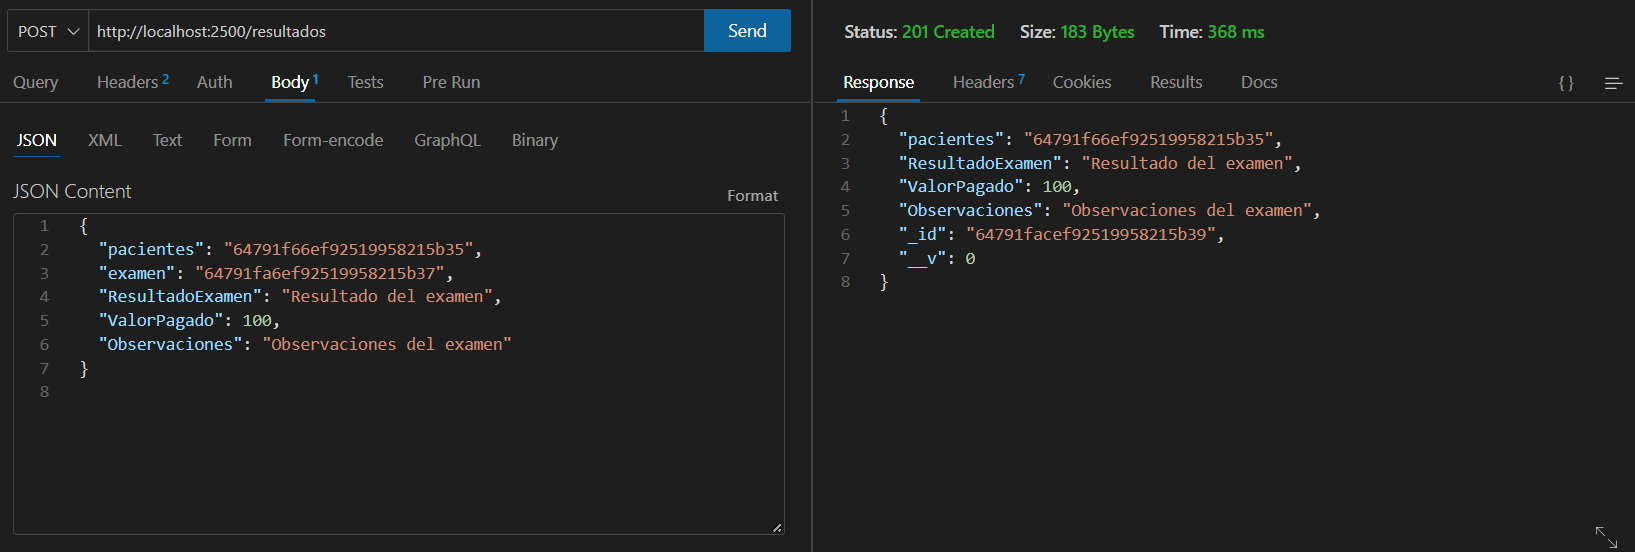 POST http://localhost:2500/resultados Send
Query Headers 2 Auth Body 1 Tests Pre Run
JSON XML Text Form Form-encode GraphQL Binary
JSON Content Format
1 {
2 "pacientes": "64791f66ef92519958215b35",
3 "examen": "64791fa6ef92519958215b37",
4 "ResultadoExamen": "Resultado del examen",
5 "ValorPagado": 100,
6 "Observaciones": "Observaciones del examen"
7 }
8
Status: 201 Created Size: 183 Bytes Time: 368 ms
Response Headers 7 Cookies Results Docs { }
1 {
2 "pacientes": "64791f66ef92519958215b35",
3 "ResultadoExamen": "Resultado del examen",
4 "ValorPagado": 100,
5 "Observaciones": "Observaciones del examen",
6 "_id": "64791facef92519958215b39",
7 "__v": 0
8 }